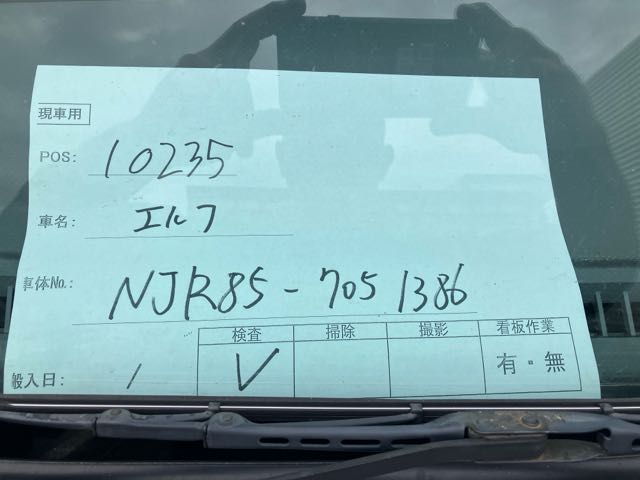 現車用
POS: 10235
車名: エルフ
車体No.: NJR85-7051386
搬入日: /
検査 掃除 撮影 看板作業
V 有・無